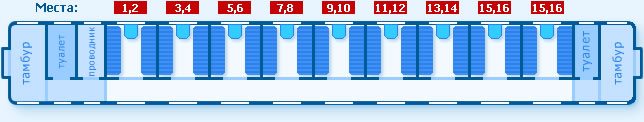 Места: 1,2 3,4 5,6 7,8 9,10 11,12 13,14 15,16 15,16
тамбур
туалет
проводник
туалет
тамбур